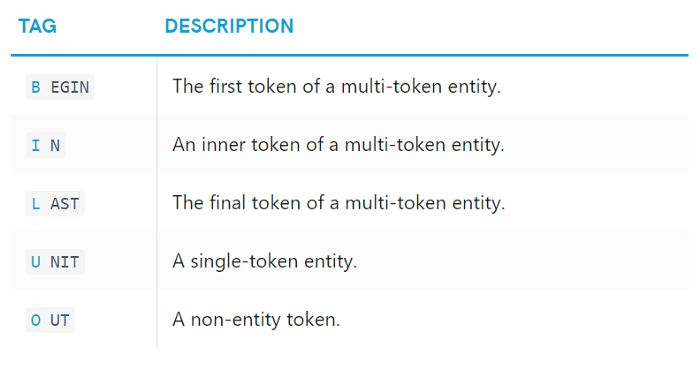 TAG DESCRIPTION
B EGIN The first token of a multi-token entity.
I N An inner token of a multi-token entity.
L AST The final token of a multi-token entity.
U NIT A single-token entity.
O UT A non-entity token.